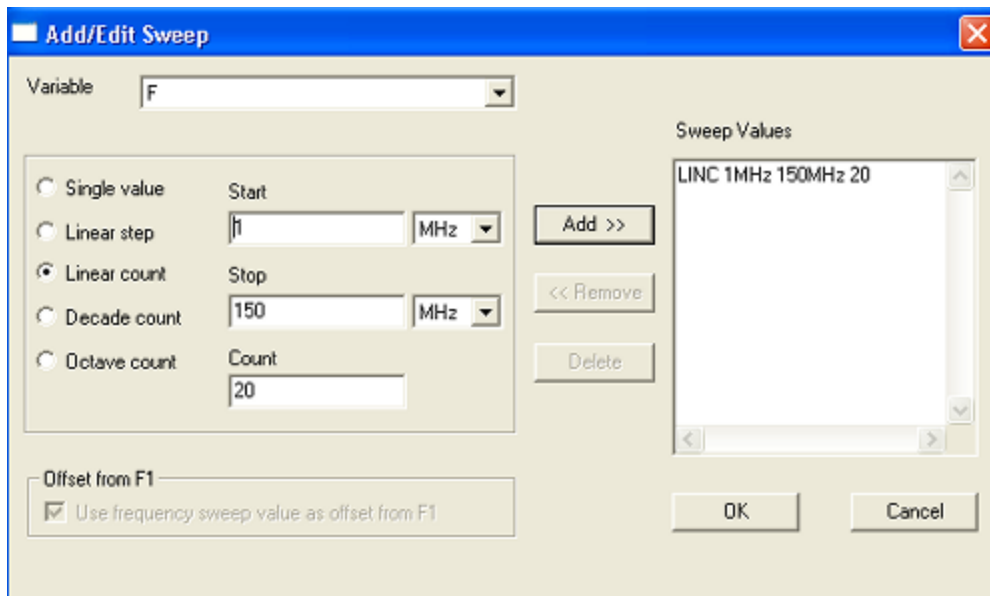 Add/Edit Sweep
Variable
F
Sweep Values
LINC 1MHz 150MHz 20
Single value
Linear step
Linear count
Decade count
Octave count
Start
1
MHz
Stop
150
MHz
Count
20
Add >>
<< Remove
Delete
Offset from F1
Use frequency sweep value as offset from F1
OK
Cancel